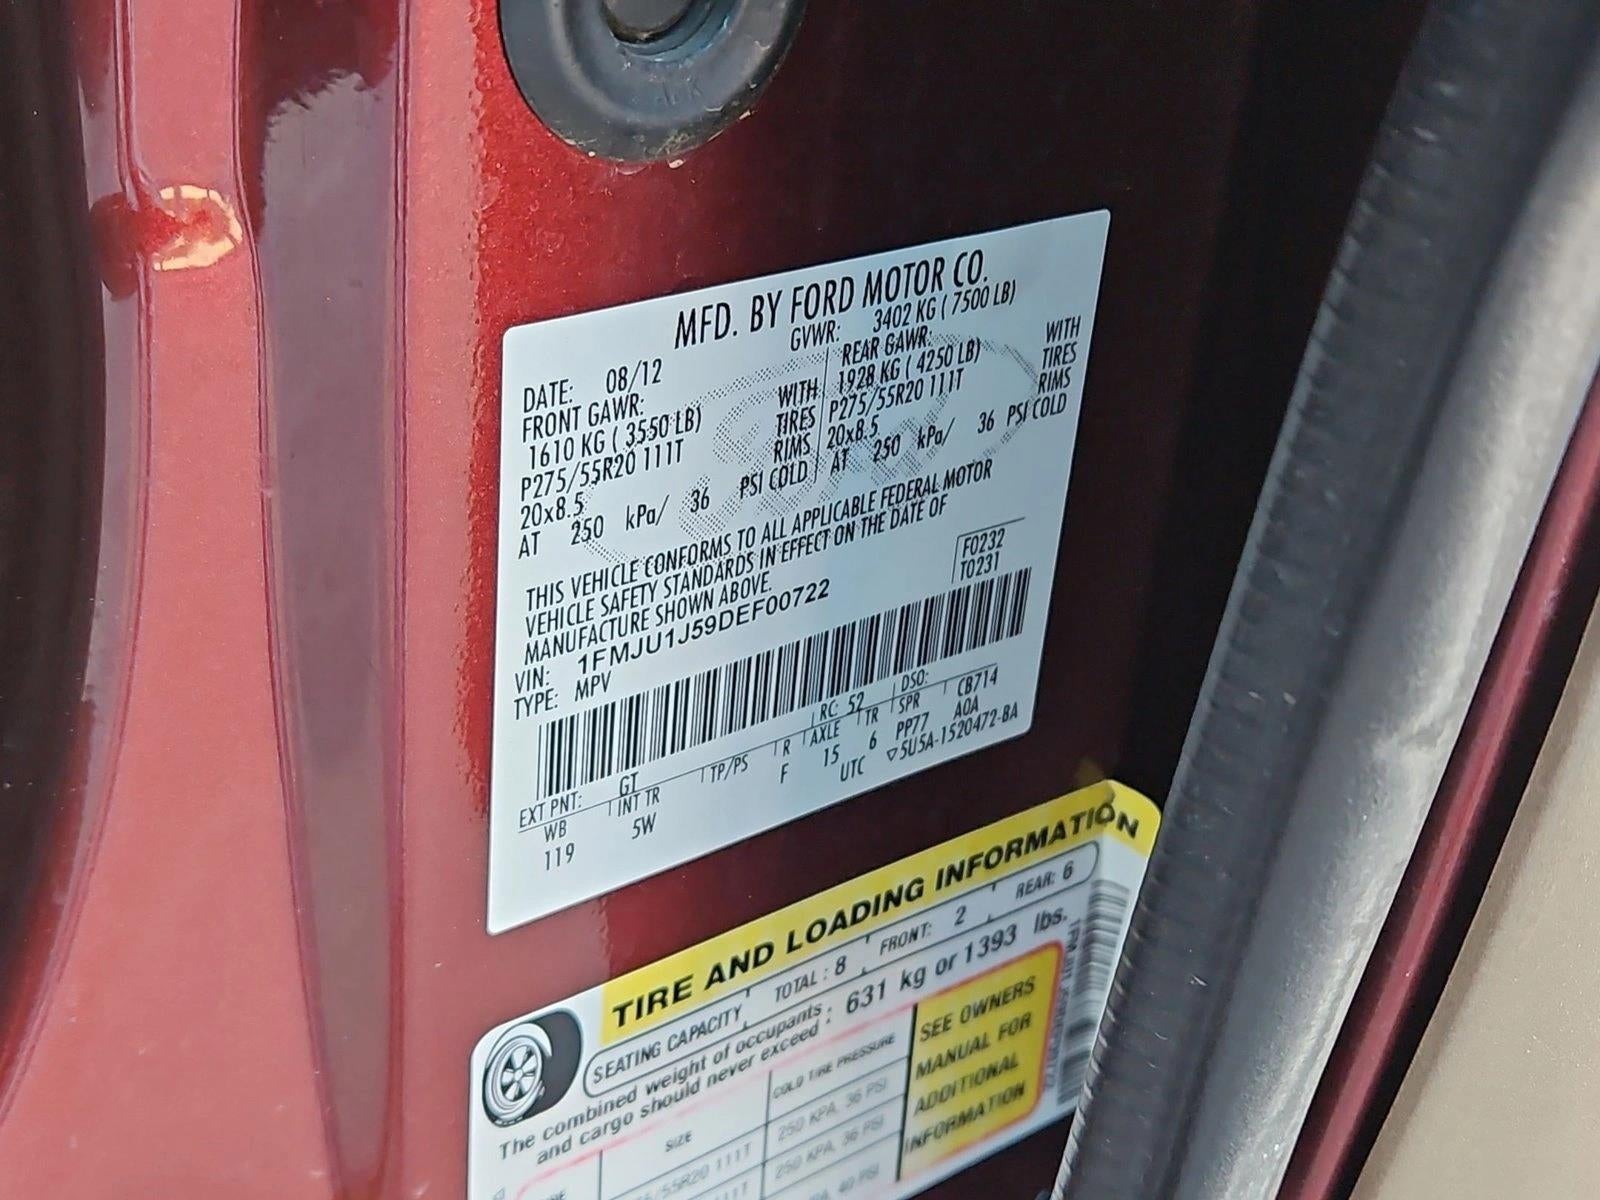 MFD. BY FORD MOTOR CO.
DATE: 08/12 GVWR: 3402 KG ( 7500 LB)
FRONT GAWR: REAR GAWR:
1610 KG ( 3550 LB) WITH 1928 KG ( 4250 LB) WITH
P275/55R20 111T TIRES P275/55R20 111T TIRES
20x8.5 RIMS 20x8.5 RIMS
AT 250 kPa/ 36 PSI COLD AT 250 kPa/ 36 PSI COLD
THIS VEHICLE CONFORMS TO ALL APPLICABLE FEDERAL MOTOR
VEHICLE SAFETY STANDARDS IN EFFECT ON THE DATE OF
MANUFACTURE SHOWN ABOVE.
F0232
T0231
VIN: 1FMJU1J59DEF00722
TYPE: MPV
EXT PNT: GT RC: 52 DSO: CB714
WB INT TR TP/PS R AXLE TR SPR A0A
119 5W F 15 6 PP77
UTC ▽5U5A-1520472-BA
TIRE AND LOADING INFORMATION
SEATING CAPACITY TOTAL : 8 FRONT: 2 REAR: 6
The combined weight of occupants
and cargo should never exceed : 631 kg or 1393 lbs.
SIZE COLD TIRE PRESSURE
55R20 111T 250 KPA, 36 PSI
111T 250 KPA, 36 PSI
40 PSI
SEE OWNERS
MANUAL FOR
ADDITIONAL
INFORMATION